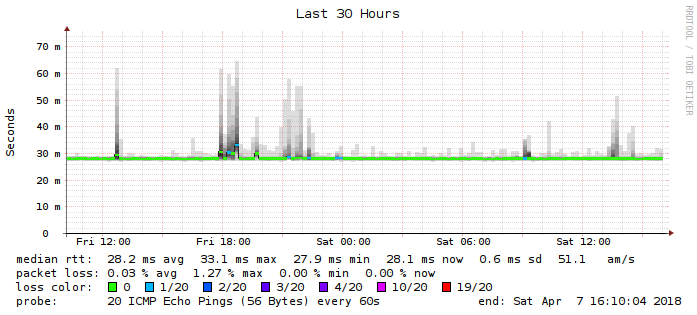 Last 30 Hours
RRDTOOL / TOBI OETIKER
Seconds
70 m
60 m
50 m
40 m
30 m
20 m
10 m
0
Fri 12:00 Fri 18:00 Sat 00:00 Sat 06:00 Sat 12:00
median rtt: 28.2 ms avg 33.1 ms max 27.9 ms min 28.1 ms now 0.6 ms sd 51.1 am/s
packet loss: 0.03 % avg 1.27 % max 0.00 % min 0.00 % now
loss color: 0 1/20 2/20 3/20 4/20 10/20 19/20
probe: 20 ICMP Echo Pings (56 Bytes) every 60s end: Sat Apr 7 16:10:04 2018